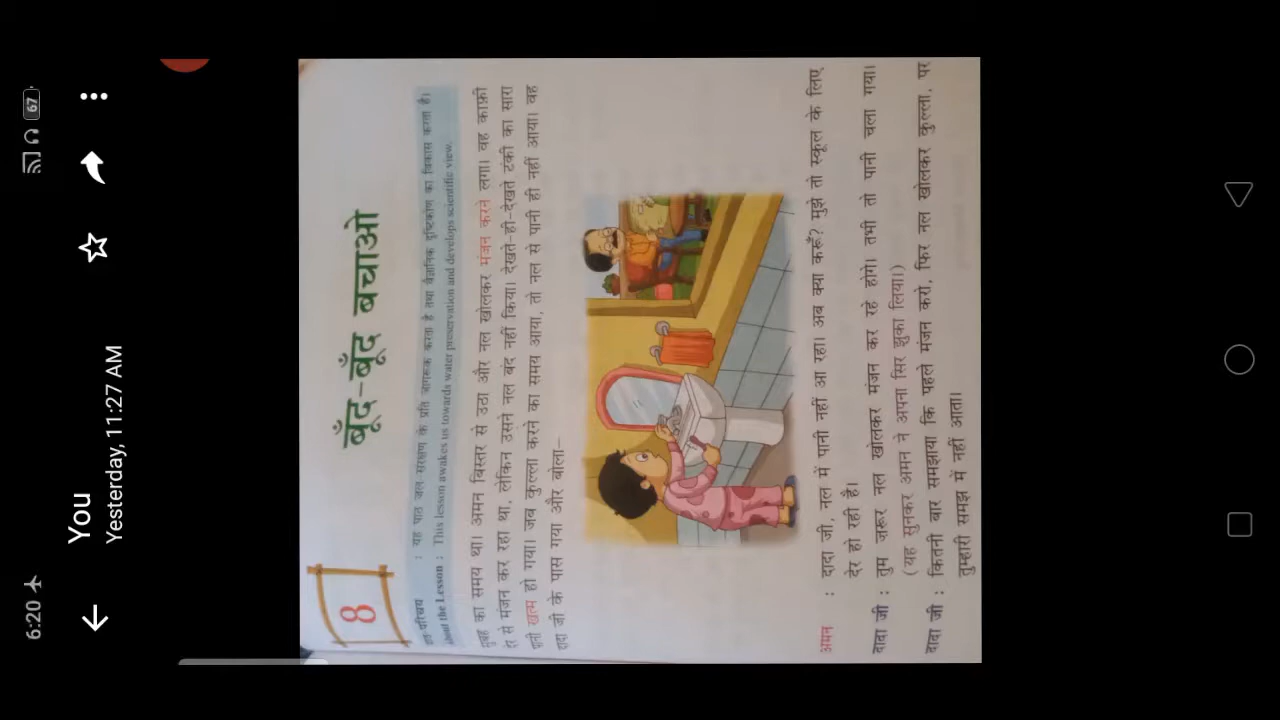 6:20
67
You
Yesterday, 11:27 AM
8
बूँद-बूँद बचाओ
: यह पाठ जल-संरक्षण के प्रति जागरूक करता है तथा वैज्ञानिक दृष्टिकोण का विकास करता है।
About the Lesson : This lesson awakes us towards water preservation and develops scientific view.
सुबह का समय था। अमन बिस्तर से उठा और नल खोलकर मंजन करने लगा। वह काफ़ी
देर से मंजन कर रहा था, लेकिन उसने नल बंद नहीं किया। देखते-ही-देखते टंकी का सारा
पानी खत्म हो गया। जब कुल्ला करने का समय आया, तो नल से पानी ही नहीं आया। वह
दादा जी के पास गया और बोला–
अमन : दादा जी, नल में पानी नहीं आ रहा। अब क्या करूँ? मुझे तो स्कूल के लिए
देर हो रही है।
दादा जी : तुम ज़रूर नल खोलकर मंजन कर रहे होगे। तभी तो पानी चला गया।
(यह सुनकर अमन ने अपना सिर झुका लिया।)
दादा जी : कितनी बार समझाया कि पहले मंजन करो, फिर नल खोलकर कुल्ला, पर
तुम्हारी समझ में नहीं आता।